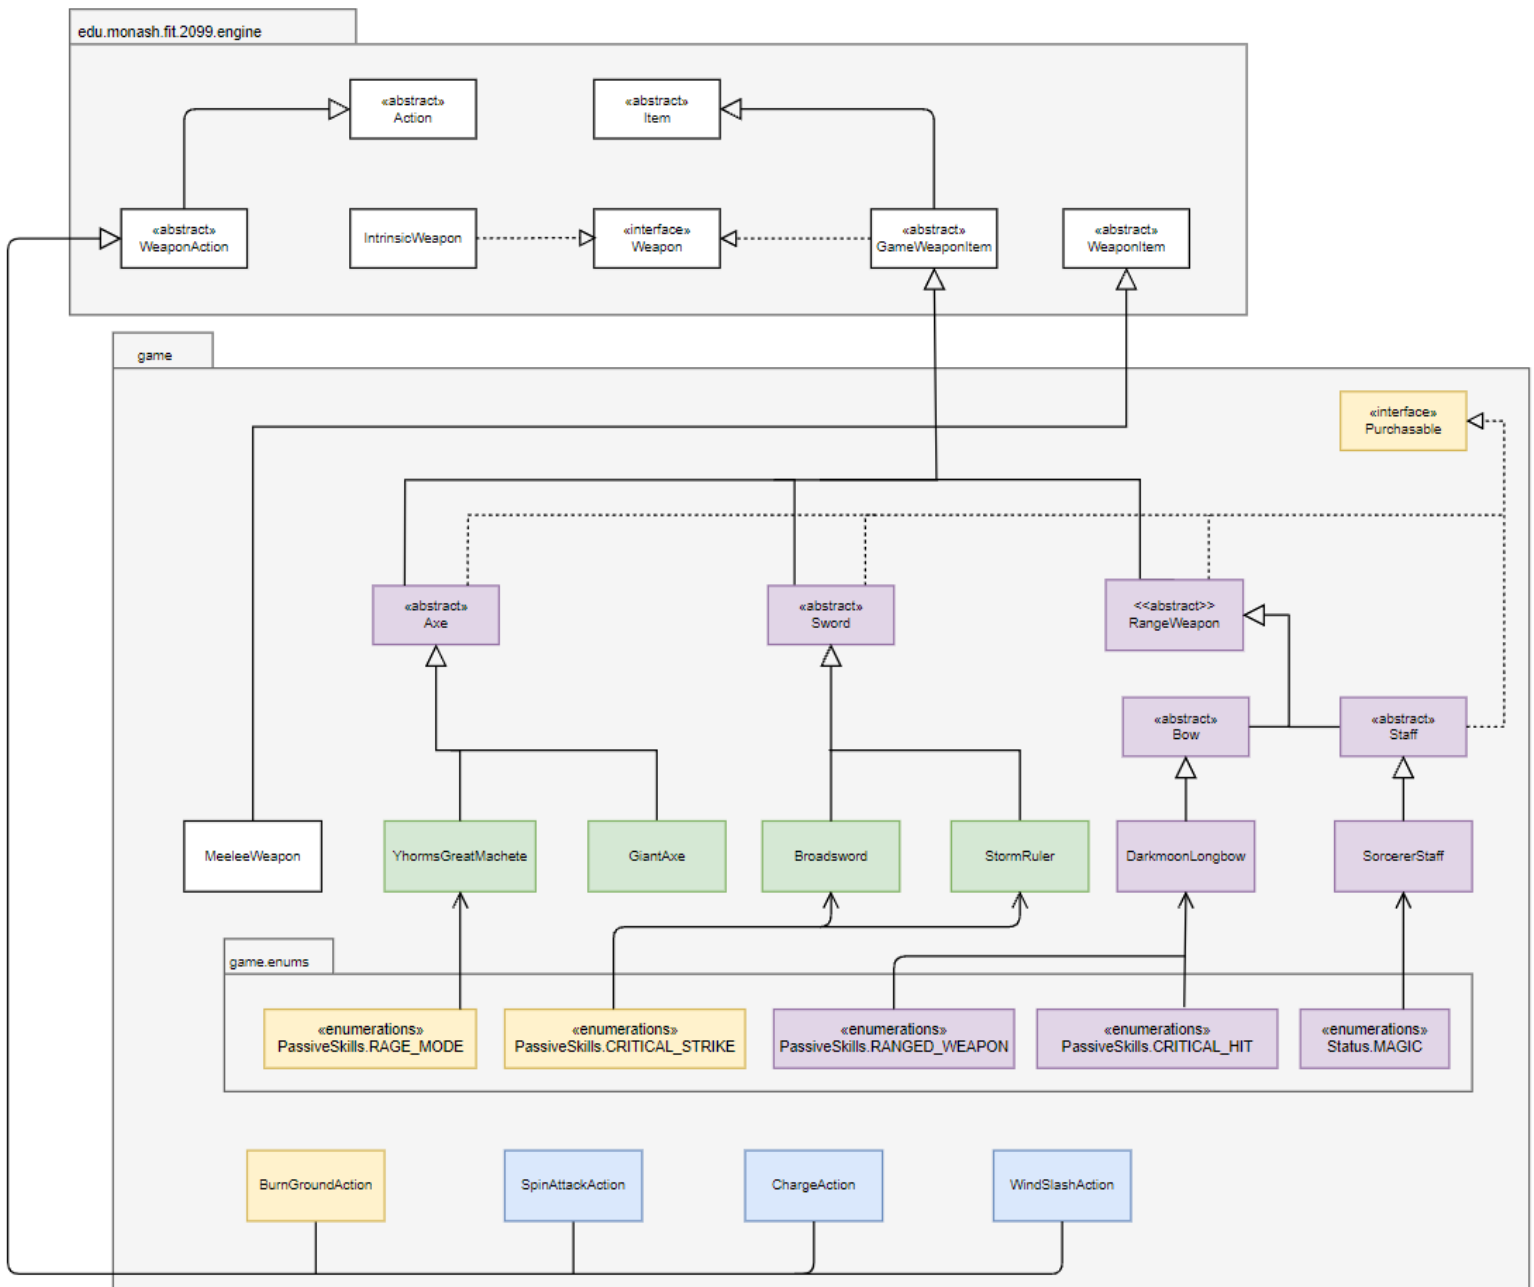 edu.monash.fit.2099.engine
«abstract»
Action
«abstract»
Item
«abstract»
WeaponAction
IntrinsicWeapon
«interface»
Weapon
«abstract»
GameWeaponItem
«abstract»
WeaponItem
game
«interface»
Purchasable
«abstract»
Axe
«abstract»
Sword
<<abstract>>
RangeWeapon
«abstract»
Bow
«abstract»
Staff
MeeleeWeapon
YhormsGreatMachete
GiantAxe
Broadsword
StormRuler
DarkmoonLongbow
SorcererStaff
game.enums
«enumerations»
PassiveSkills.RAGE_MODE
«enumerations»
PassiveSkills.CRITICAL_STRIKE
«enumerations»
PassiveSkills.RANGED_WEAPON
«enumerations»
PassiveSkills.CRITICAL_HIT
«enumerations»
Status.MAGIC
BurnGroundAction
SpinAttackAction
ChargeAction
WindSlashAction